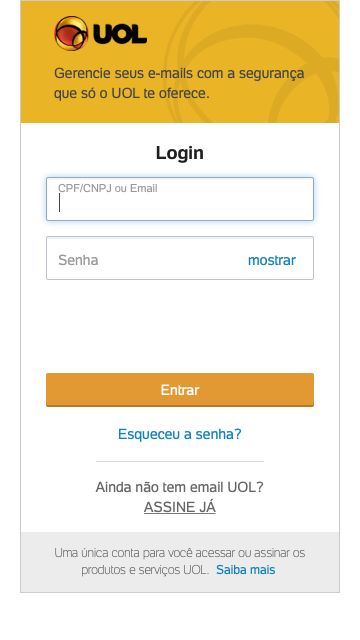 UOL
Gerencie seus e-mails com a segurança
que só o UOL te oferece.
Login
CPF/CNPJ ou Email
Senha
mostrar
Entrar
Esqueceu a senha?
Ainda não tem email UOL?
ASSINE JÁ
Uma única conta para você acessar ou assinar os
produtos e serviços UOL. Saiba mais